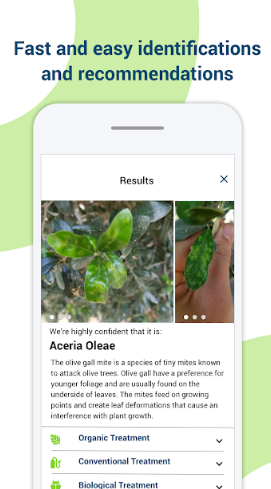 Fast and easy identifications
and recommendations
Results
We're highly confident that it is:
Aceria Oleae
The olive gall mite is a species of tiny mites known
to attack olive trees. Olive gall have a preference for
younger foliage and are usually found on the
underside of leaves. The mites feed on growing
points and create leaf deformations that cause an
interference with plant growth.
Organic Treatment
Conventional Treatment
Biological Treatment